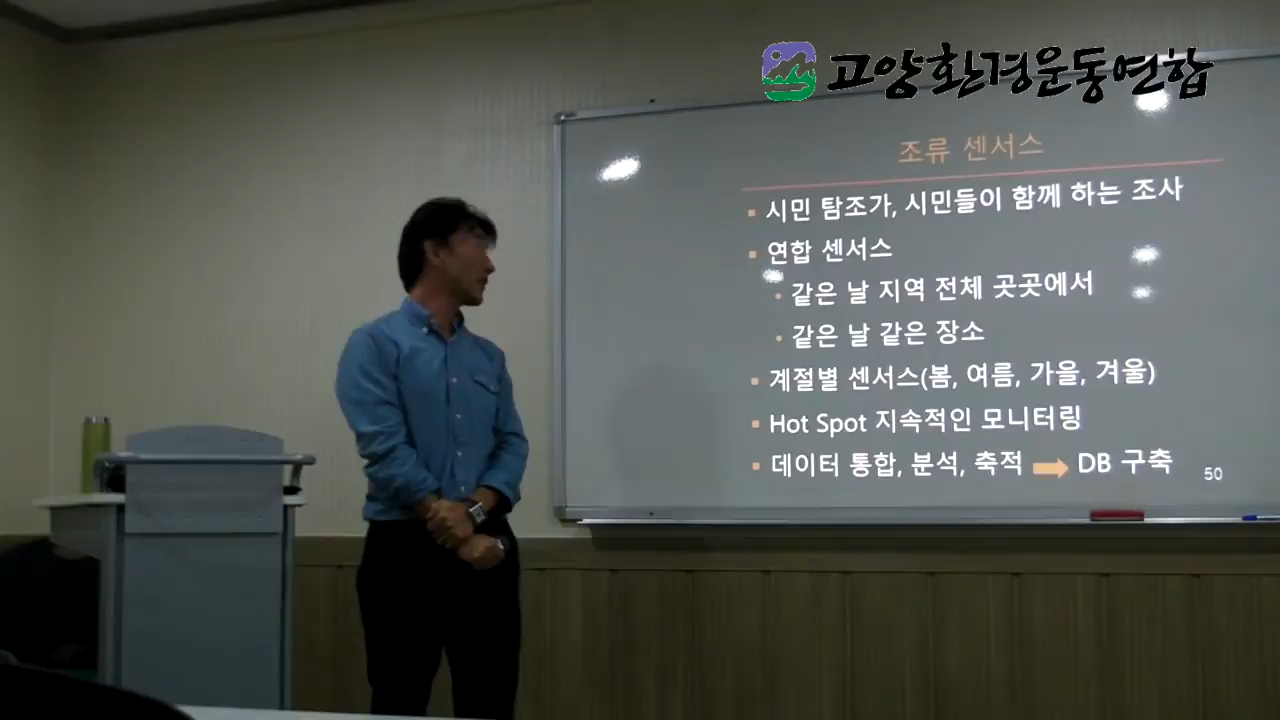 고양환경운동연합
조류 센서스
▪ 시민 탐조가, 시민들이 함께 하는 조사
▪ 연합 센서스
• 같은 날 지역 전체 곳곳에서
• 같은 날 같은 장소
▪ 계절별 센서스(봄, 여름, 가을, 겨울)
▪ Hot Spot 지속적인 모니터링
▪ 데이터 통합, 분석, 축적 ➡ DB 구축
50